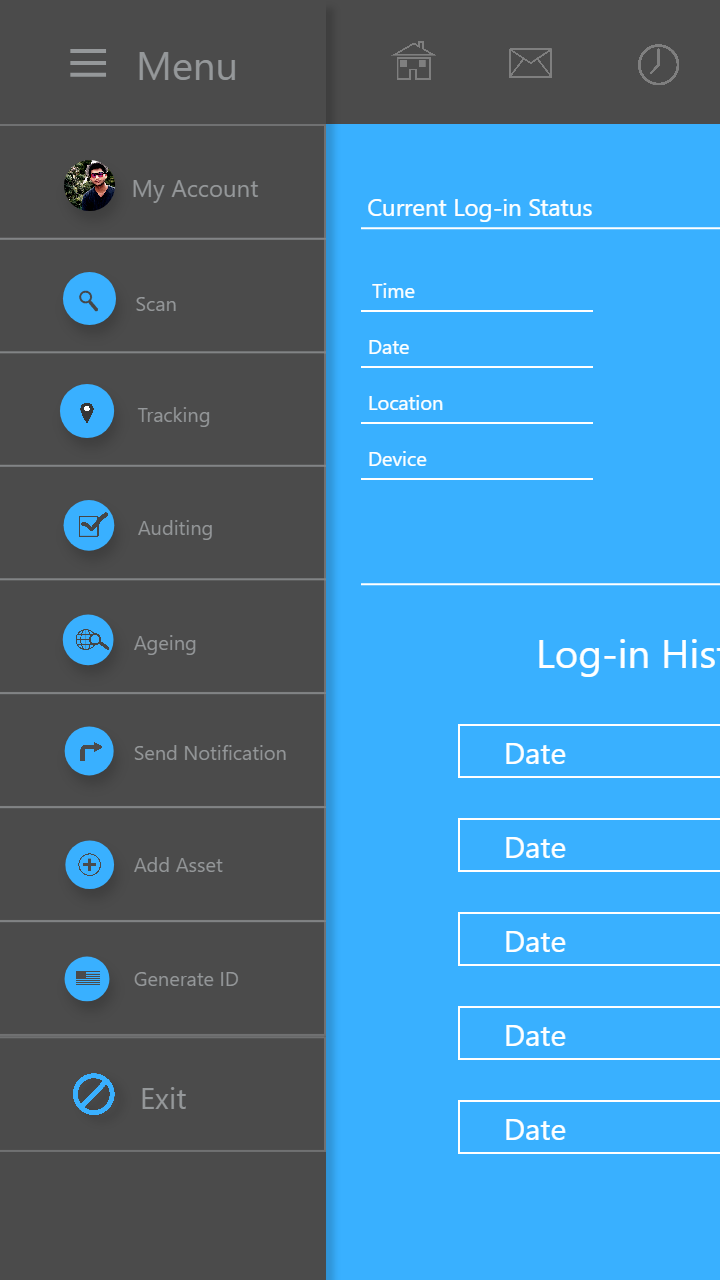 Menu
My Account
Scan
Tracking
Auditing
Ageing
Send Notification
Add Asset
Generate ID
Exit
Current Log-in Status
Time
Date
Location
Device
Log-in His
Date
Date
Date
Date
Date